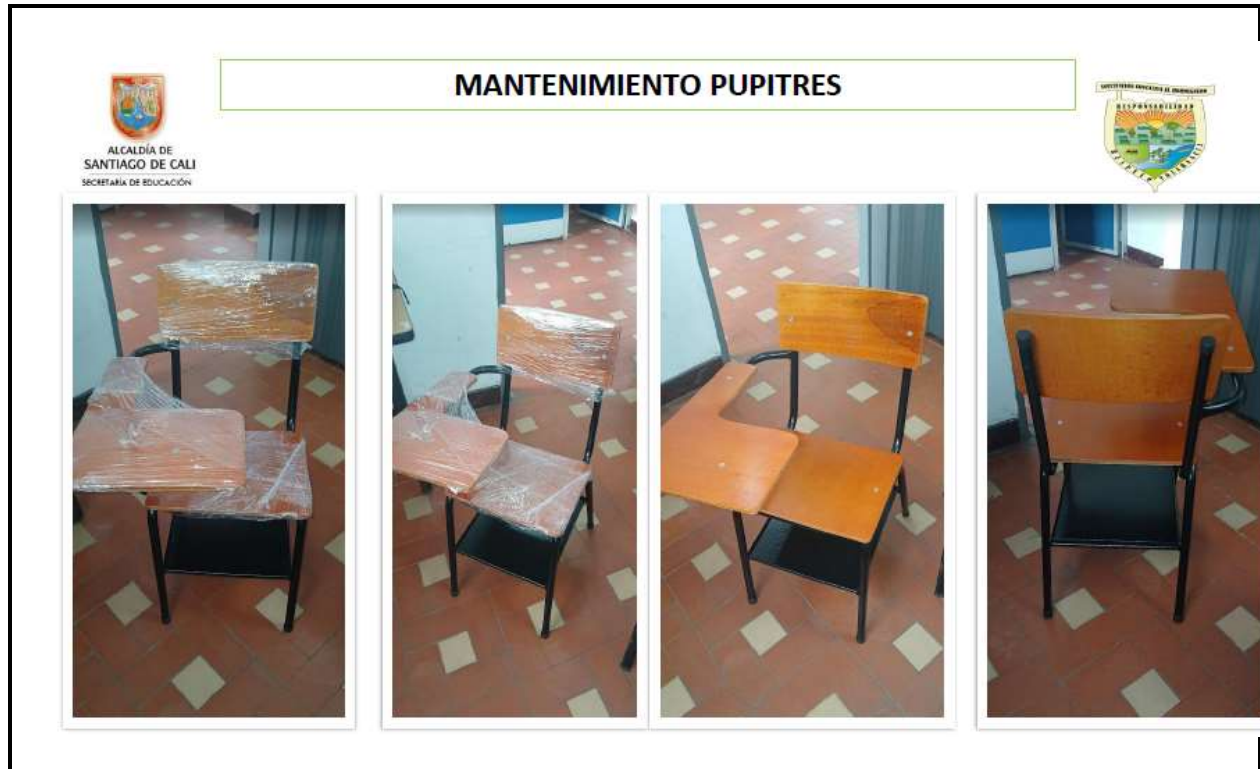 MANTENIMIENTO PUPITRES
ALCALDÍA DE
SANTIAGO DE CALI
SECRETARÍA DE EDUCACIÓN
RESPONSABILIDAD